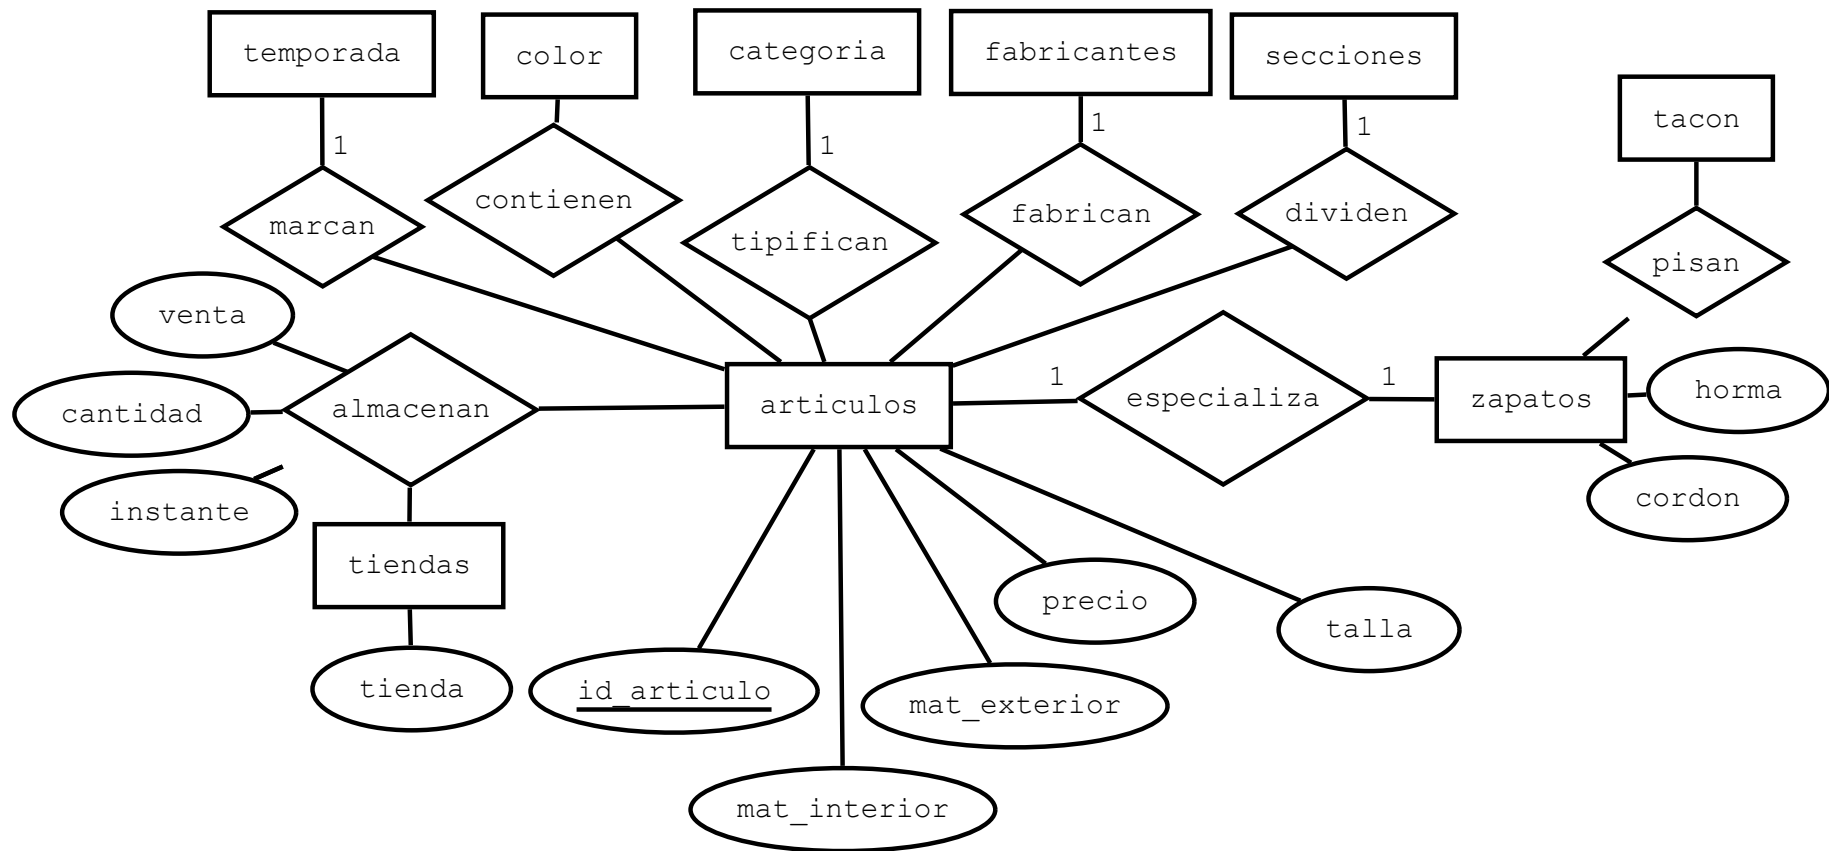 temporada
color
categoria
fabricantes
secciones
tacon
1
1
1
1
marcan
contienen
tipifican
fabrican
dividen
pisan
venta
cantidad
instante
almacenan
articulos
1
especializa
1
zapatos
horma
cordon
tiendas
tienda
id_articulo
mat_interior
mat_exterior
precio
talla